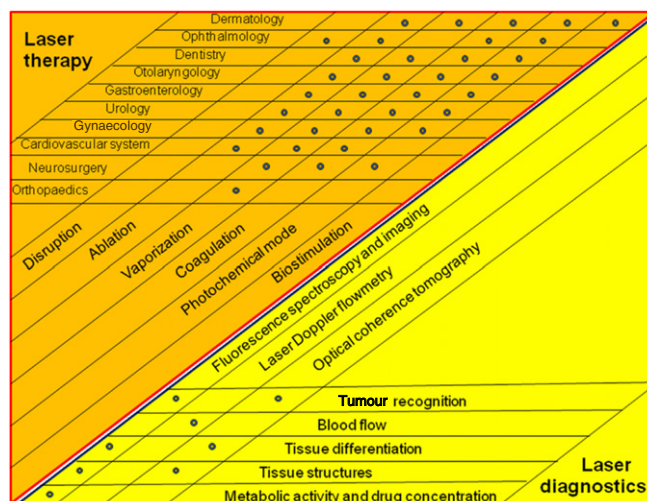 Laser
therapy
Dermatology
Ophthalmology
Dentistry
Otolaryngology
Gastroenterology
Urology
Gynaecology
Cardiovascular system
Neurosurgery
Orthopaedics
Disruption
Ablation
Vaporization
Coagulation
Photochemical mode
Biostimulation
Fluorescence spectroscopy and imaging
Laser Doppler flowmetry
Optical coherence tomography
Tumour recognition
Blood flow
Tissue differentiation
Tissue structures
Metabolic activity and drug concentration
Laser
diagnostics